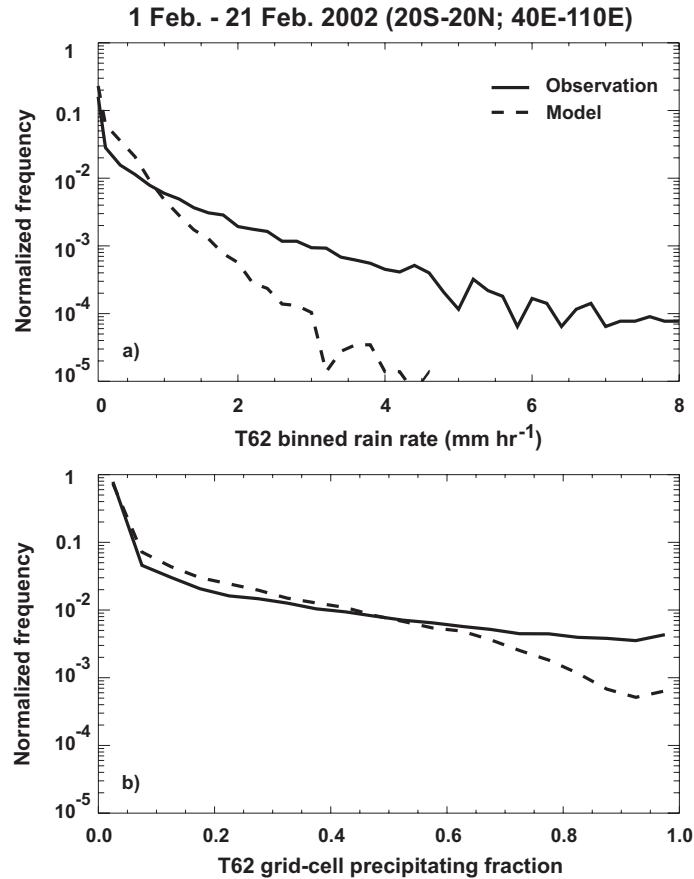 1 Feb. - 21 Feb. 2002 (20S-20N; 40E-110E)
1
0.1
10-2
10-3
10-4
10-5
Normalized frequency
Observation
Model
a)
0 2 4 6 8
T62 binned rain rate (mm hr-1)
1
0.1
10-2
10-3
10-4
10-5
Normalized frequency
b)
0.0 0.2 0.4 0.6 0.8 1.0
T62 grid-cell precipitating fraction